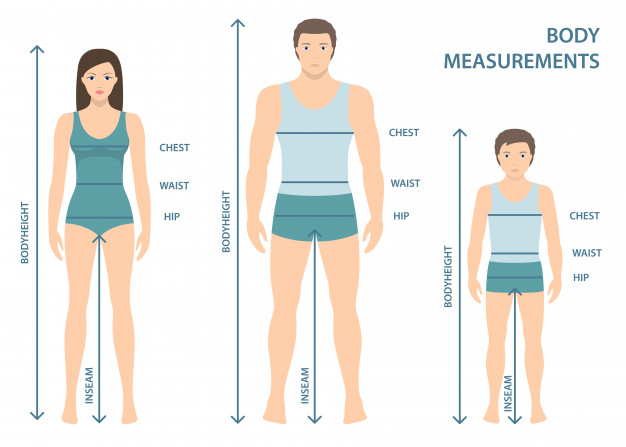 BODY
MEASUREMENTS
CHEST
WAIST
HIP
BODYHEIGHT
INSEAM
CHEST
WAIST
HIP
BODYHEIGHT
INSEAM
CHEST
WAIST
HIP
BODYHEIGHT
INSEAM